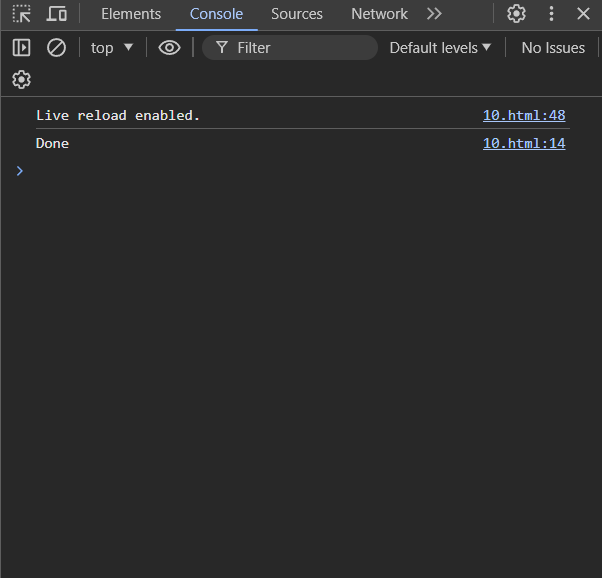 Elements Console Sources Network
top Filter Default levels No Issues
Live reload enabled. 10.html:48
Done 10.html:14